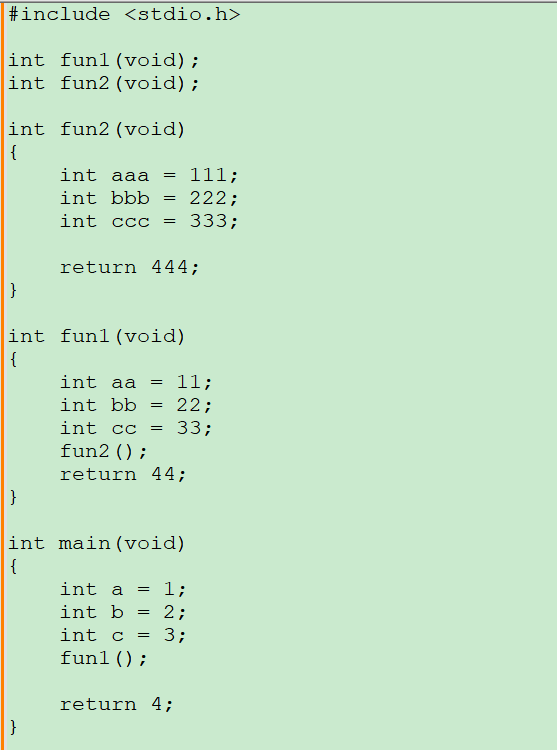 #include <stdio.h>
int fun1(void);
int fun2(void);
int fun2(void)
{
int aaa = 111;
int bbb = 222;
int ccc = 333;
return 444;
}
int fun1(void)
{
int aa = 11;
int bb = 22;
int cc = 33;
fun2();
return 44;
}
int main(void)
{
int a = 1;
int b = 2;
int c = 3;
fun1();
return 4;
}